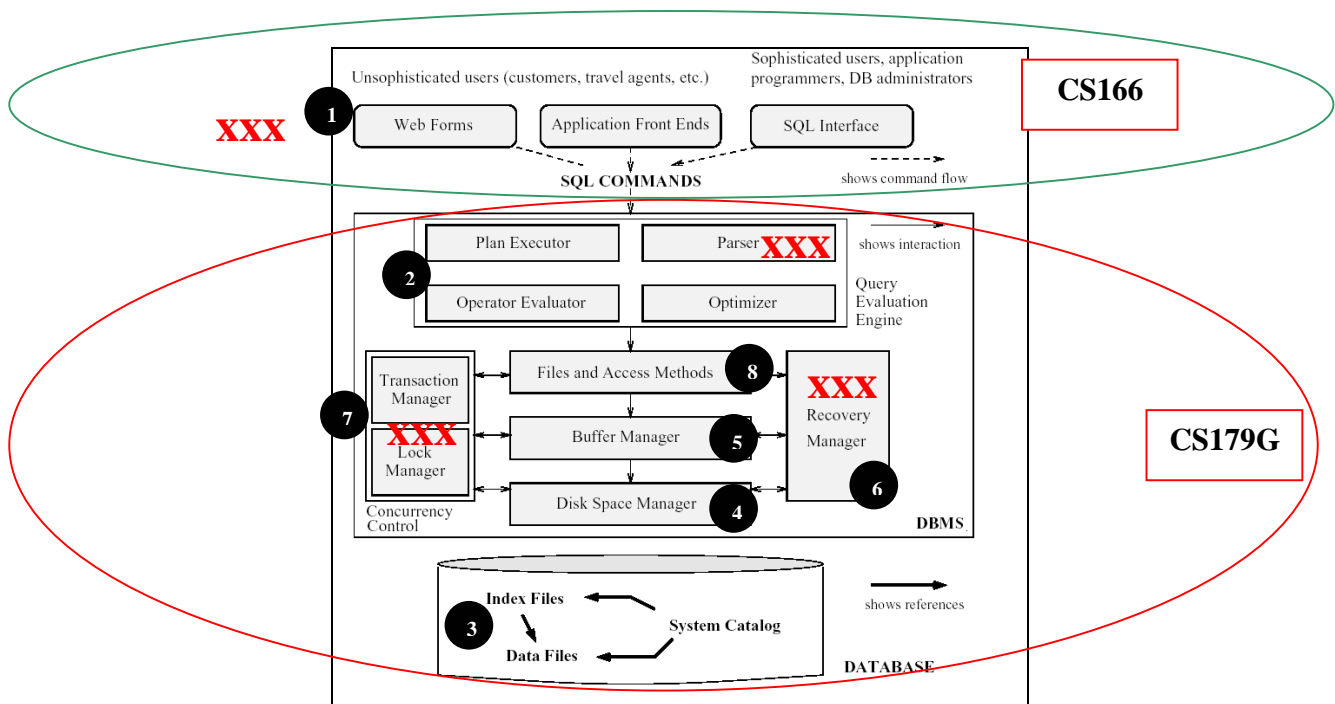 Unsophisticated users (customers, travel agents, etc.)
Sophisticated users, application
programmers, DB administrators
CS166
xxx
1
Web Forms
Application Front Ends
SQL Interface
SQL COMMANDS
shows command flow
Plan Executor
Parser
xxx
shows interaction
2
Operator Evaluator
Optimizer
Query
Evaluation
Engine
Transaction
Manager
Files and Access Methods
8
xxx
Recovery
Manager
7
xxx
Lock
Manager
Buffer Manager
5
CS179G
6
Disk Space Manager
4
Concurrency
Control
DBMS
Index Files
shows references
3
System Catalog
Data Files
DATABASE